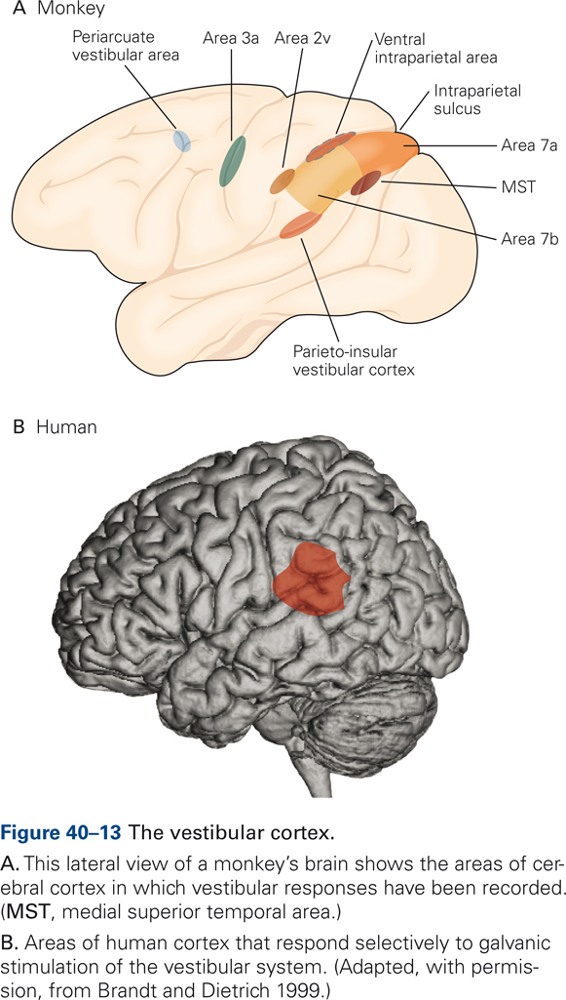 A Monkey
Periarcuate
vestibular area
Area 3a
Area 2v
Ventral
intraparietal area
Intraparietal
sulcus
Area 7a
MST
Area 7b
Parieto-insular
vestibular cortex
B Human
Figure 40–13 The vestibular cortex.
A. This lateral view of a monkey's brain shows the areas of cer-
ebral cortex in which vestibular responses have been recorded.
(MST, medial superior temporal area.)
B. Areas of human cortex that respond selectively to galvanic
stimulation of the vestibular system. (Adapted, with permis-
sion, from Brandt and Dietrich 1999.)